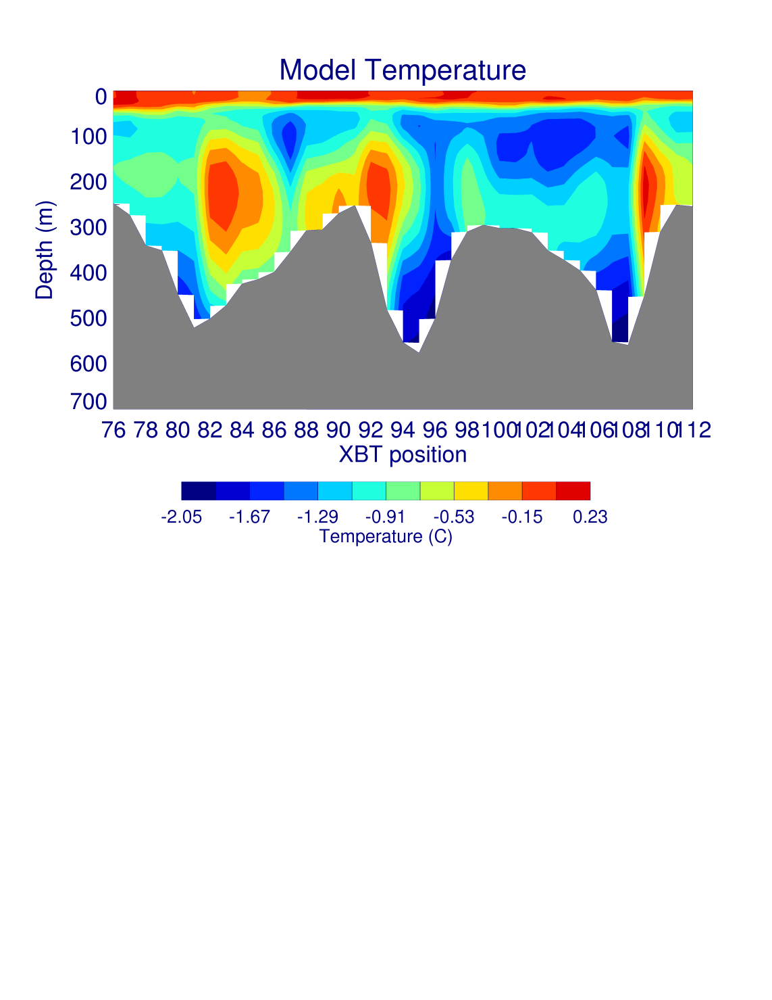 Model Temperature
0
100
200
300
400
500
600
700
Depth (m)
76 78 80 82 84 86 88 90 92 94 96 98 100 102 104 106 108 110 112
XBT position
-2.05 -1.67 -1.29 -0.91 -0.53 -0.15 0.23
Temperature (C)